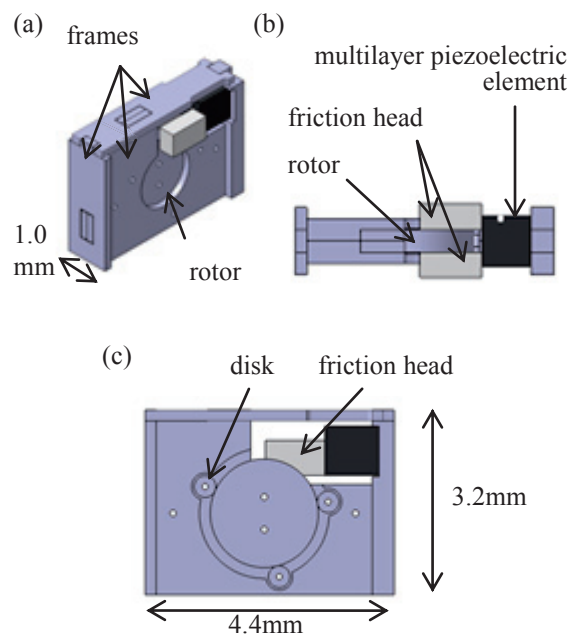 (a)
frames
1.0
mm
rotor
(b)
multilayer piezoelectric
element
friction head
rotor
(c)
disk
friction head
3.2mm
4.4mm